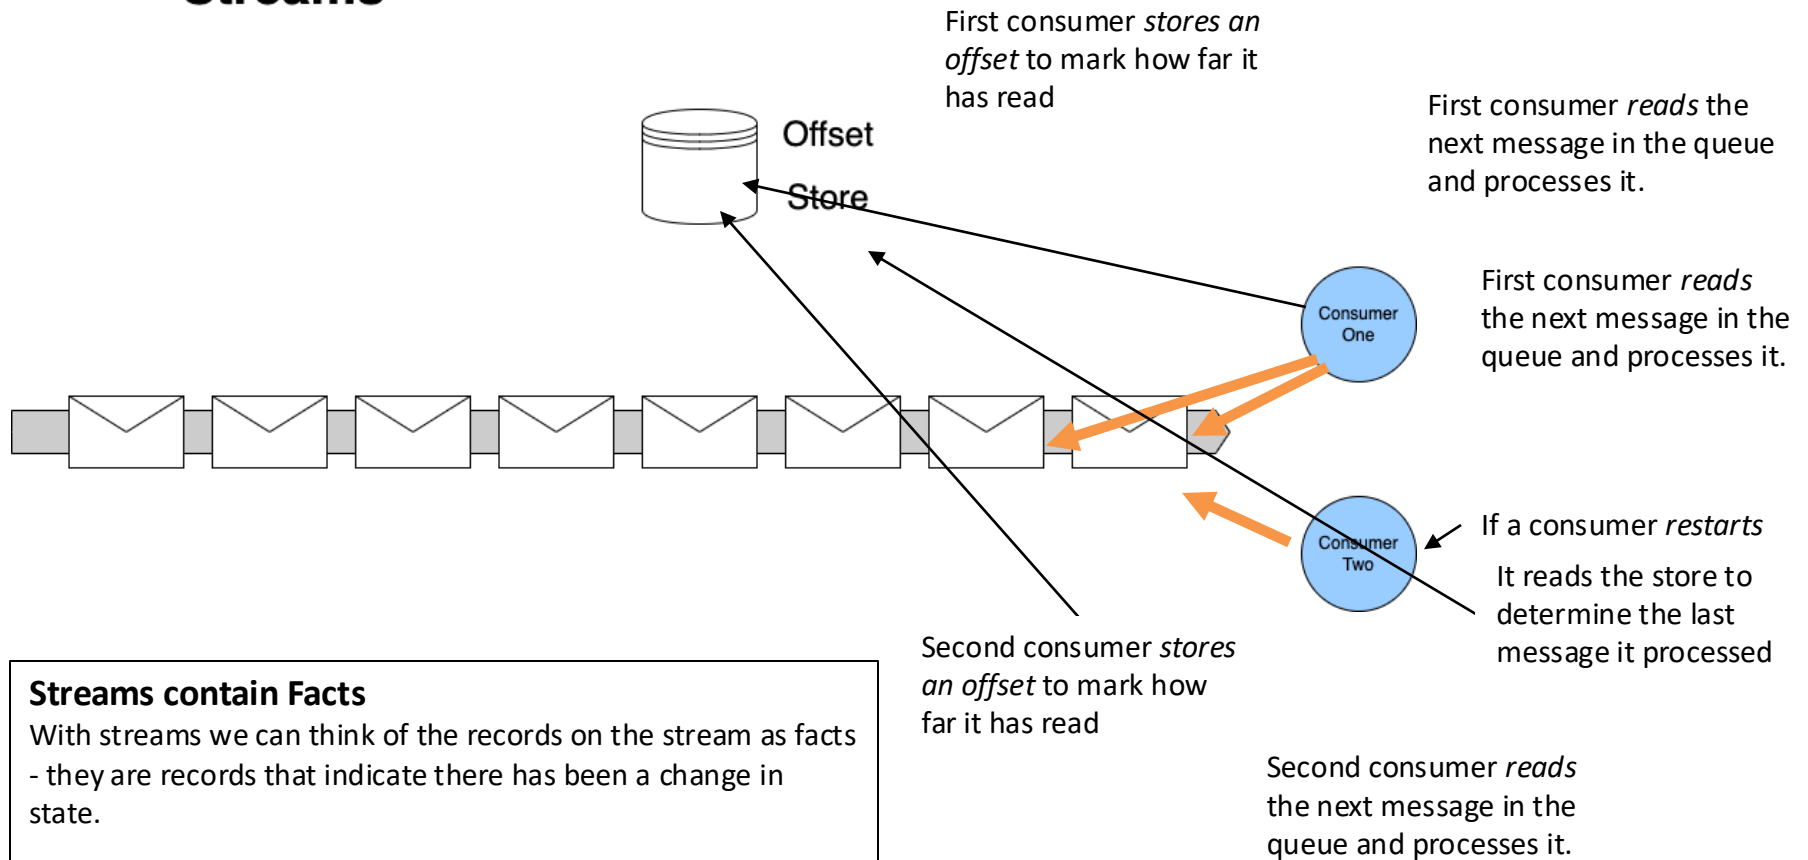 Streams
First consumer stores an
offset to mark how far it
has read
Offset
Store
First consumer reads the
next message in the queue
and processes it.
First consumer reads
the next message in the
queue and processes it.
Consumer
One
Consumer
Two
If a consumer restarts
It reads the store to
determine the last
message it processed
Second consumer stores
an offset to mark how
far it has read
Second consumer reads
the next message in the
queue and processes it.
Streams contain Facts
With streams we can think of the records on the stream as facts
- they are records that indicate there has been a change in
state.